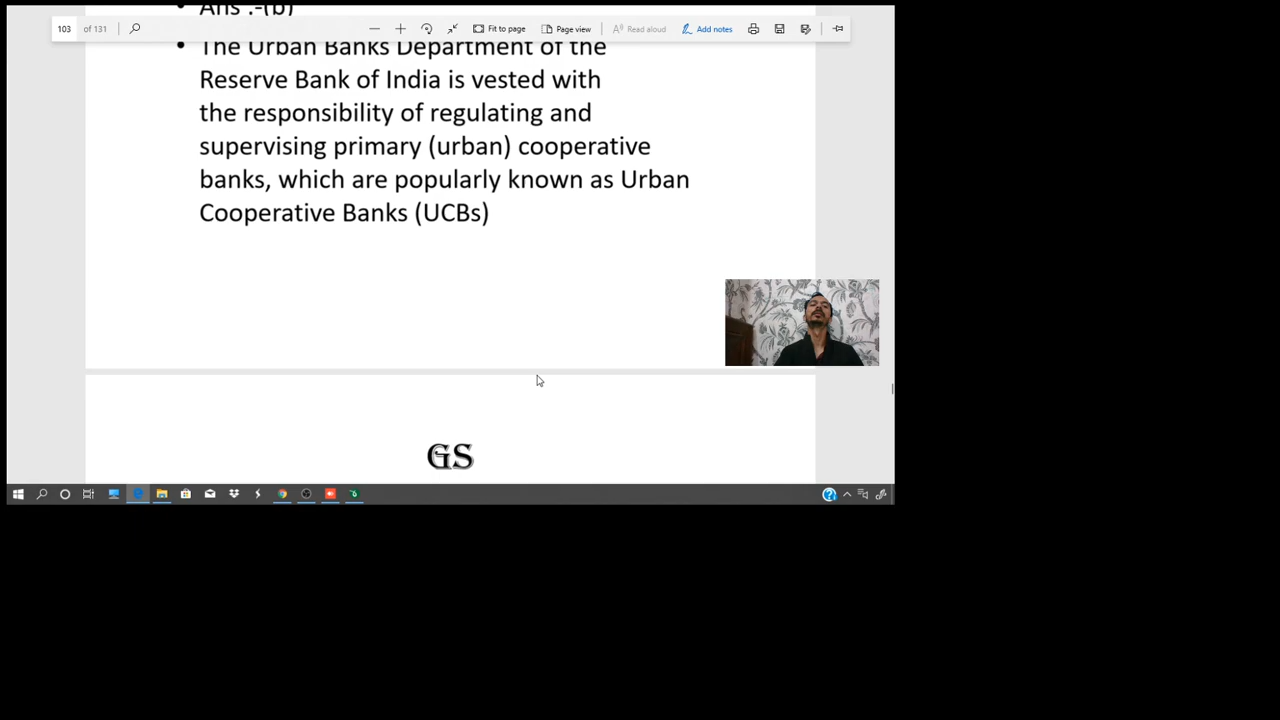 • Ans .-(b)
103 of 131 Fit to page Page view Read aloud Add notes
• The Urban Banks Department of the
Reserve Bank of India is vested with
the responsibility of regulating and
supervising primary (urban) cooperative
banks, which are popularly known as Urban
Cooperative Banks (UCBs)
GS